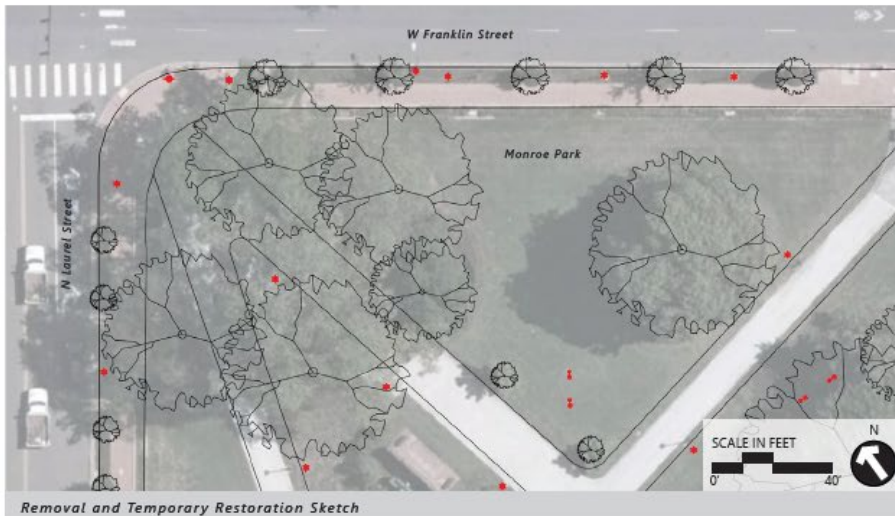 W Franklin Street
Monroe Park
N Laurel Street
N
SCALE IN FEET
0' 40'
Removal and Temporary Restoration Sketch